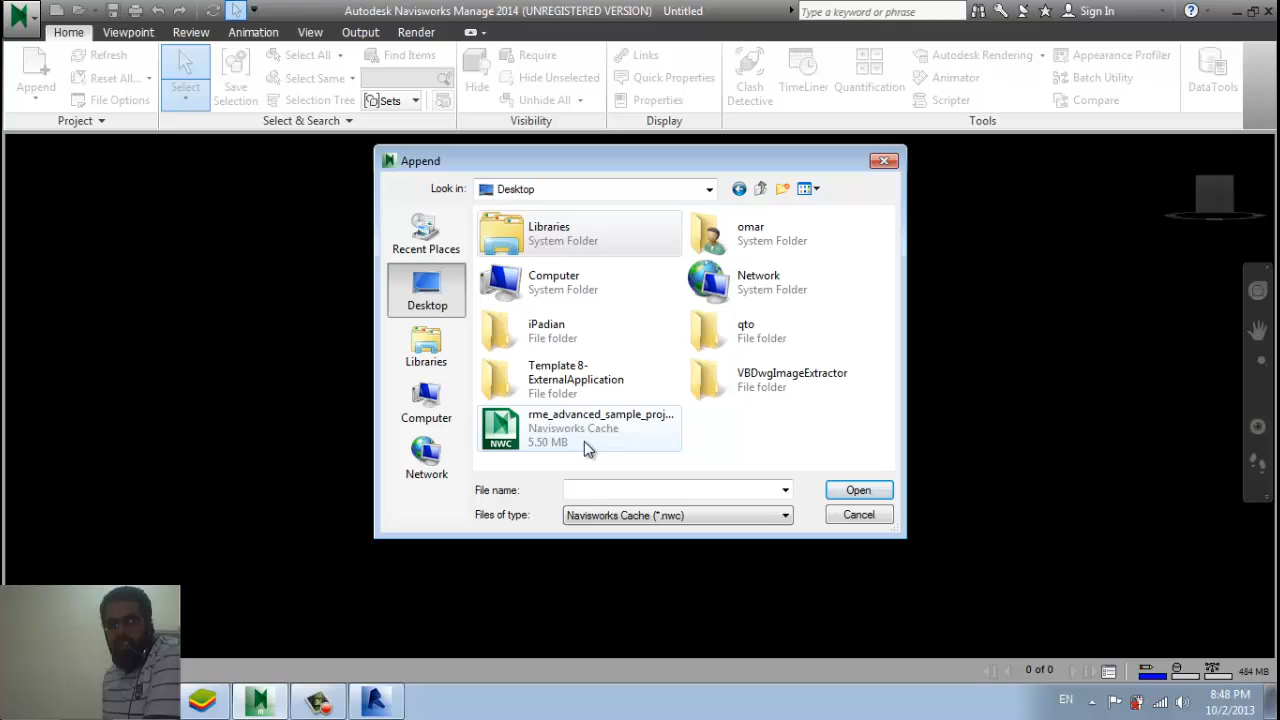 Autodesk Navisworks Manage 2014 (UNREGISTERED VERSION) Untitled
Type a keyword or phrase
Sign In
Home Viewpoint Review Animation View Output Render
Append
Refresh
Reset All...
File Options
Project
Select
Save Selection
Select All
Select Same
Selection Tree
Find Items
Sets
Select & Search
Hide
Require
Hide Unselected
Unhide All
Visibility
Links
Quick Properties
Properties
Display
Clash Detective
TimeLiner
Quantification
Autodesk Rendering
Animator
Scripter
Appearance Profiler
Batch Utility
Compare
DataTools
Tools
Append
Look in: Desktop
Recent Places
Desktop
Libraries
Computer
Network
Libraries
System Folder
omar
System Folder
Computer
System Folder
Network
System Folder
iPadian
File folder
qto
File folder
Template 8-
ExternalApplication
File folder
VBDwgImageExtractor
File folder
NWC
rme_advanced_sample_proj...
Navisworks Cache
5.50 MB
File name:
Open
Files of type: Navisworks Cache (*.nwc)
Cancel
0 of 0
484 MB
EN
8:48 PM
10/2/2013